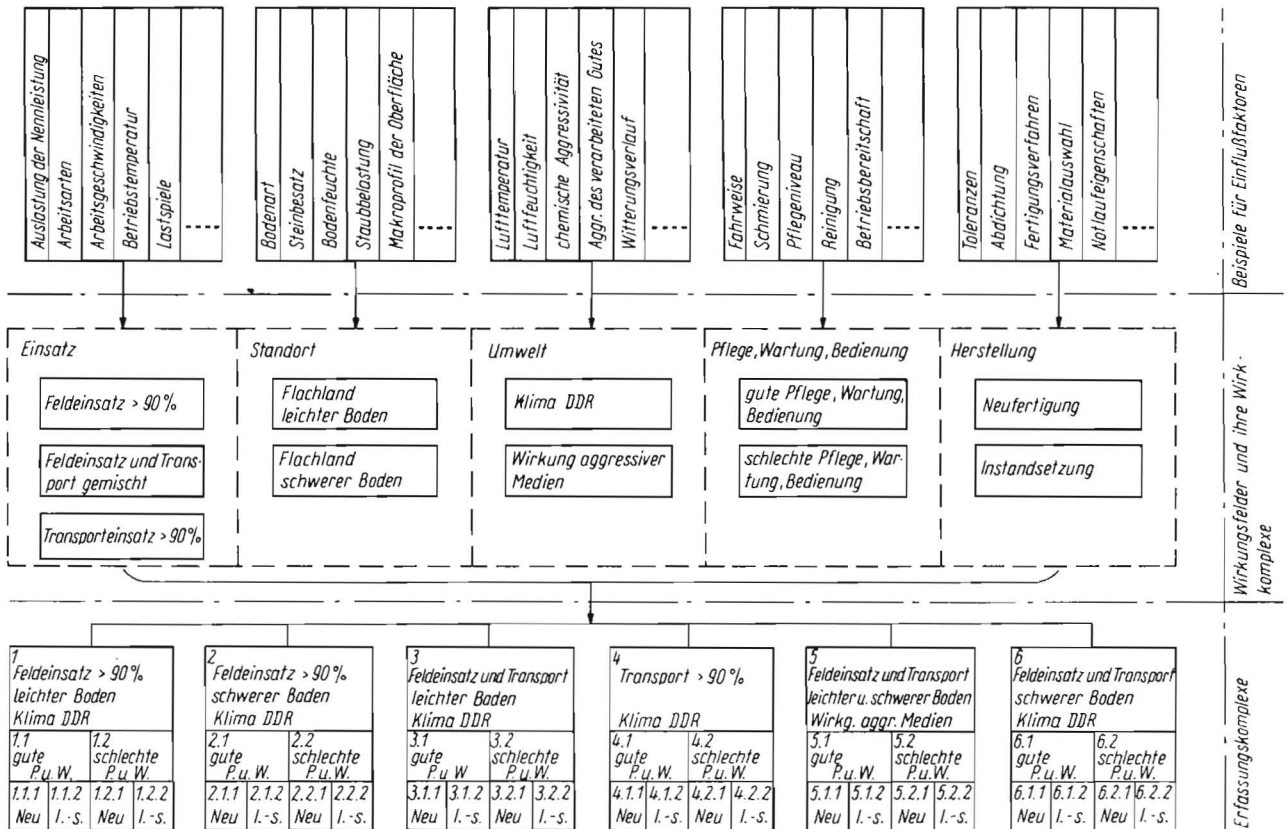 Auslastung der Nennleistung
Arbeitsarten
Arbeitsgeschwindigkeiten
Betriebstemperatur
Lastspiele
-----
Bodenart
Steinbesatz
Bodenfeuchte
Staubbelastung
Makroprofil der Oberfläche
-----
Lufttemperatur
Luftfeuchtigkeit
chemische Aggressivität
Aggr. des verarbeiteten Gutes
Witterungsverlauf
-----
Fahrweise
Schmierung
Pflegeniveau
Reinigung
Betriebsbereitschaft
-----
Toleranzen
Abdichtung
Fertigungsverfahren
Materialauswahl
Notlaufeigenschaften
-----
Beispiele für Einflußfaktoren
Einsatz
Feldeinsatz > 90%
Feldeinsatz und Trans-
port gemischt
Transporteinsatz > 90%
Standort
Flachland
leichter Boden
Flachland
schwerer Boden
Umwelt
Klima DDR
Wirkung aggressiver
Medien
Pflege, Wartung, Bedienung
gute Pflege, Wartung,
Bedienung
schlechte Pflege, War-
tung, Bedienung
Herstellung
Neufertigung
Instandsetzung
Wirkungsfelder und ihre Wirk-
komplexe
1
Feldeinsatz > 90%
leichter Boden
Klima DDR
1.1 1.2
gute schlechte
P.u.W. P.u.W.
1.1.1 1.1.2 1.2.1 1.2.2
Neu I.-s. Neu I.-s.
2
Feldeinsatz > 90%
schwerer Boden
Klima DDR
2.1 2.2
gute schlechte
P.u.W. P.u.W.
2.1.1 2.1.2 2.2.1 2.2.2
Neu I.-s. Neu I.-s.
3
Feldeinsatz und Transport
leichter Boden
Klima DDR
3.1 3.2
gute schlechte
P.u W P.u.W.
3.1.1 3.1.2 3.2.1 3.2.2
Neu I.-s. Neu I.-s.
4
Transport > 90%
Klima DDR
4.1 4.2
gute schlechte
P.u.W. P.u.W.
4.1.1 4.1.2 4.2.1 4.2.2
Neu I.-s. Neu I.-s.
5
Feldeinsatz und Transport
leichter u. schwerer Boden
Wirkg. aggr. Medien
5.1 5.2
gute schlechte
P.u.W. P.u.W.
5.1.1 5.1.2 5.2.1 5.2.2
Neu I.-s. Neu I.-s.
6
Feldeinsatz und Transport
schwerer Boden
Klima DDR
6.1 6.2
gute schlechte
P.u.W. P.u.W.
6.1.1 6.1.2 6.2.1 6.2.2
Neu I.-s. Neu I.-s.
Erfassungskomplexe